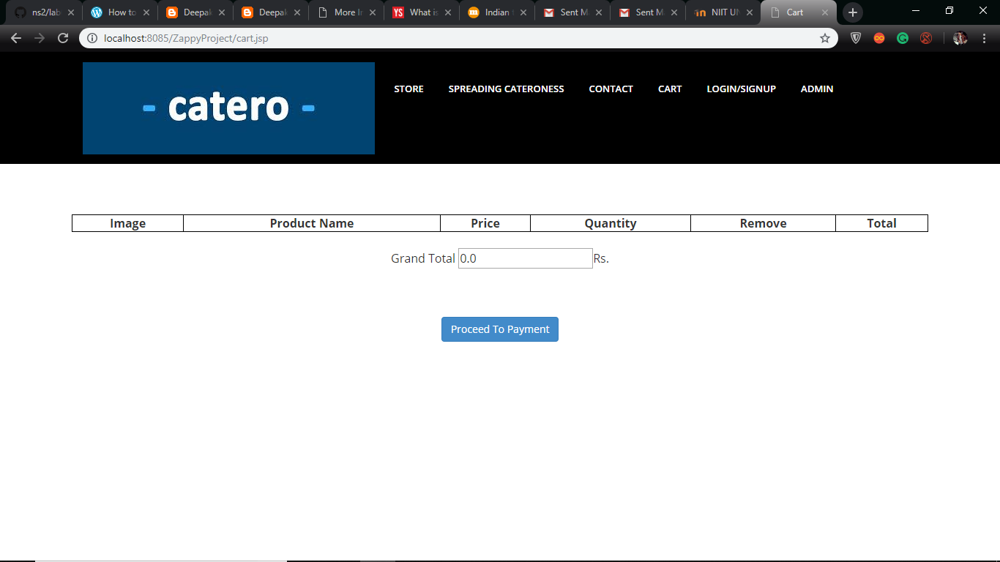 ns2/lab How to Deepak Deepak More In YS What is Indian Sent M Sent M NIIT UN Cart
localhost:8085/ZappyProject/cart.jsp
- catero -
STORE SPREADING CATERONESS CONTACT CART LOGIN/SIGNUP ADMIN
Image Product Name Price Quantity Remove Total
Grand Total 0.0 Rs.
Proceed To Payment